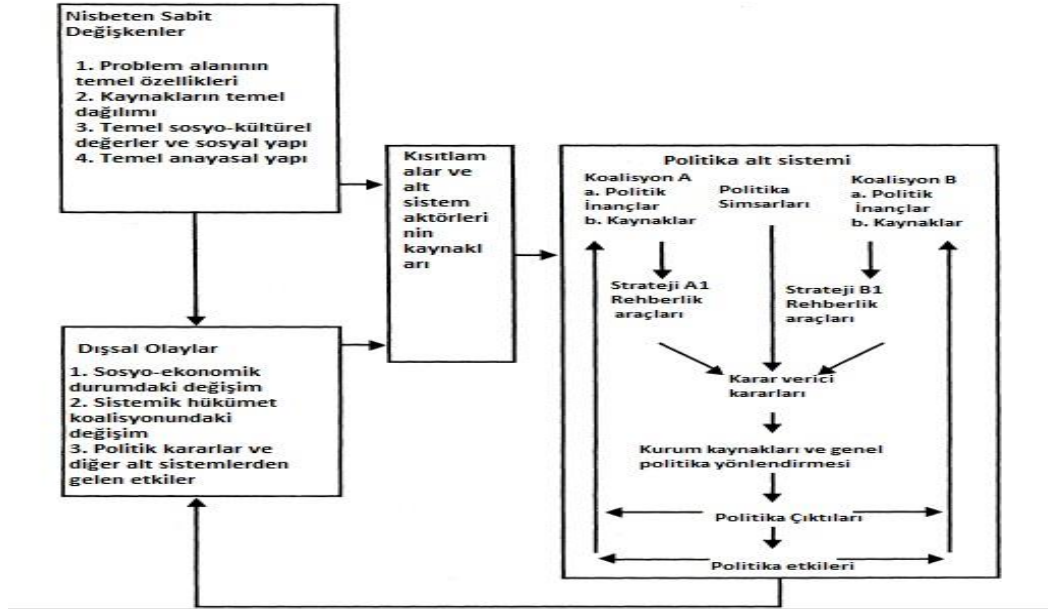 Nisbeten Sabit
Değişkenler
1. Problem alanının
temel özellikleri
2. Kaynakların temel
dağılımı
3. Temel sosyo-kültürel
değerler ve sosyal yapı
4. Temel anayasal yapı
Kısıtlam
alar ve
alt
sistem
aktörleri
nin
kaynakl
arı
Dışsal Olaylar
1. Sosyo-ekonomik
durumdaki değişim
2. Sistemik hükümet
koalisyonundaki
değişim
3. Politik kararlar ve
diğer alt sistemlerden
gelen etkiler
Politika alt sistemi
Koalisyon A
a. Politik
İnançlar
b. Kaynaklar
Politika
Simsarları
Koalisyon B
a. Politik
İnançlar
b. Kaynaklar
Strateji A1
Rehberlik
araçları
Strateji B1
Rehberlik
araçları
Karar verici
kararları
Kurum kaynakları ve genel
politika yönlendirmesi
Politika Çıktıları
Politika etkileri